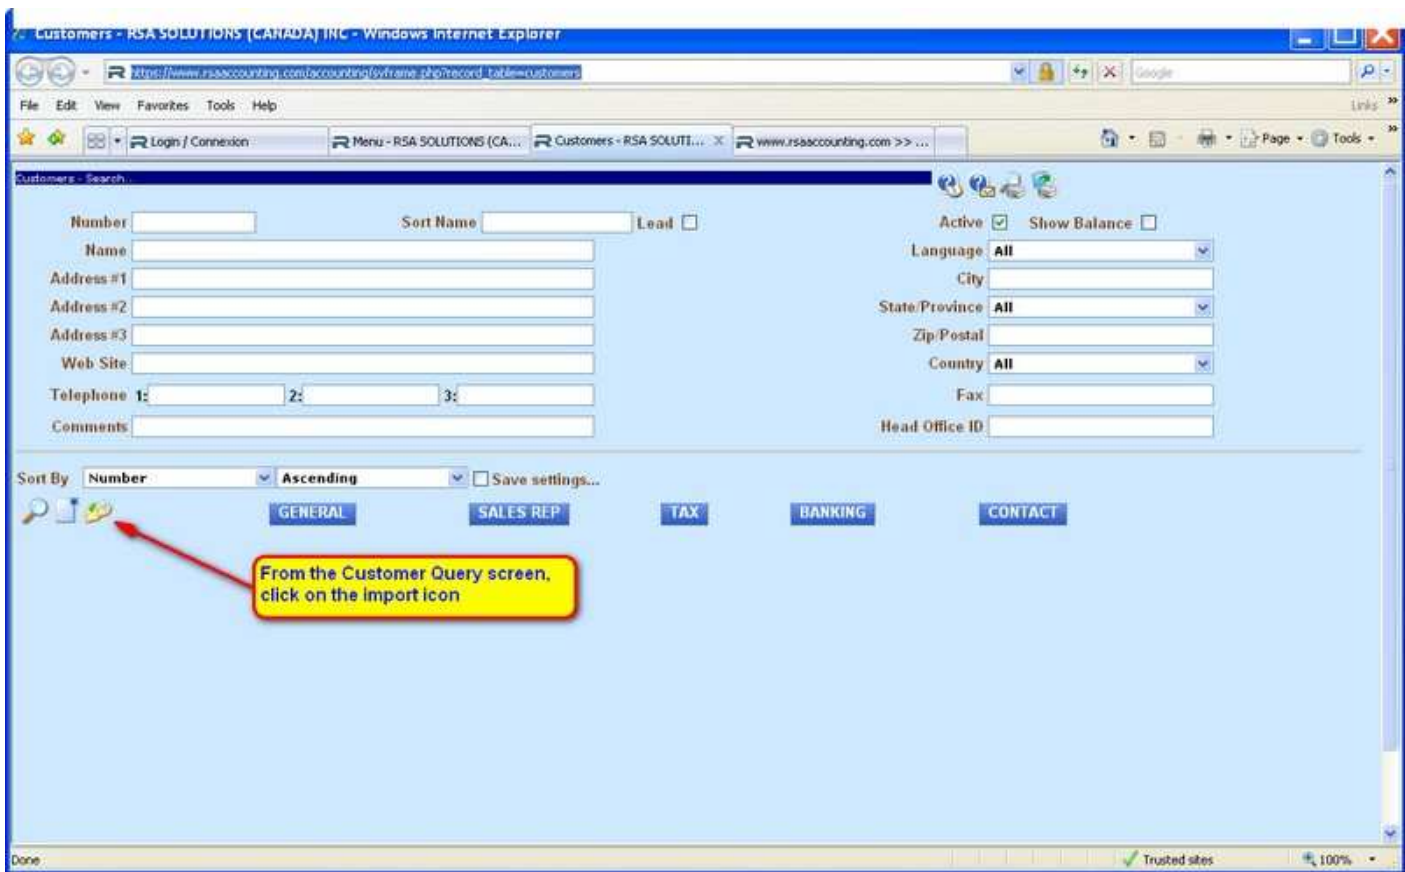 Customers - RSA SOLUTIONS (CANADA) INC - Windows Internet Explorer
https://www.rsaaccounting.com/accounting/syframe.php?record_table=customers
Google
File Edit View Favorites Tools Help
Links »
Login / Connexion
Menu - RSA SOLUTIONS (CA...
Customers - RSA SOLUTI... X
www.rsaaccounting.com >> ...
Page Tools »
Customers - Search...
Number Sort Name Lead Active Show Balance
Name Language All
Address #1 City
Address #2 State/Province All
Address #3 Zip/Postal
Web Site Country All
Telephone 1: 2: 3: Fax
Comments Head Office ID
Sort By Number Ascending Save settings...
GENERAL SALES REP TAX BANKING CONTACT
From the Customer Query screen,
click on the import icon
Done Trusted sites 100%